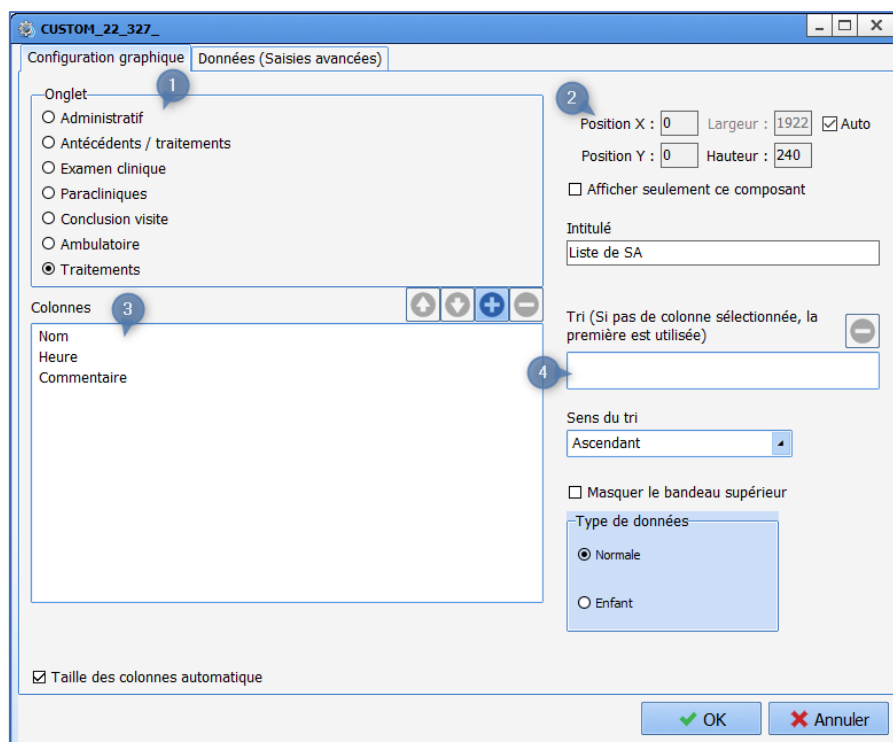 CUSTOM_22_327_
Configuration graphique Données (Saisies avancées)
1
Onglet
Administratif
Antécédents / traitements
Examen clinique
Paracliniques
Conclusion visite
Ambulatoire
Traitements
2
Position X : 0 Largeur : 1922 Auto
Position Y : 0 Hauteur : 240
Afficher seulement ce composant
Intitulé
Liste de SA
Colonnes 3
Nom
Heure
Commentaire
Tri (Si pas de colonne sélectionnée, la
première est utilisée)
4
Sens du tri
Ascendant
Masquer le bandeau supérieur
Type de données
Normale
Enfant
Taille des colonnes automatique
OK Annuler